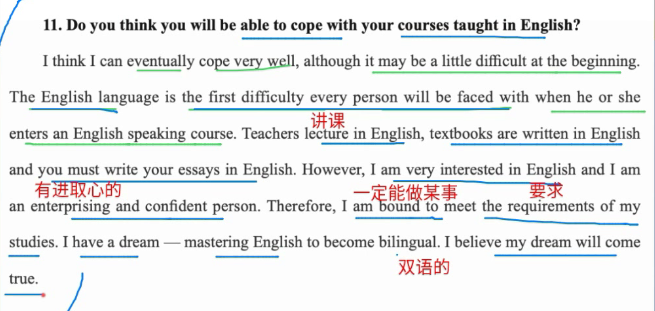 11. Do you think you will be able to cope with your courses taught in English?
I think I can eventually cope very well, although it may be a little difficult at the beginning.
The English language is the first difficulty every person will be faced with when he or she
讲课
enters an English speaking course. Teachers lecture in English, textbooks are written in English
and you must write your essays in English. However, I am very interested in English and I am
有进取心的 一定能做某事 要求
an enterprising and confident person. Therefore, I am bound to meet the requirements of my
studies. I have a dream — mastering English to become bilingual. I believe my dream will come
双语的
true.